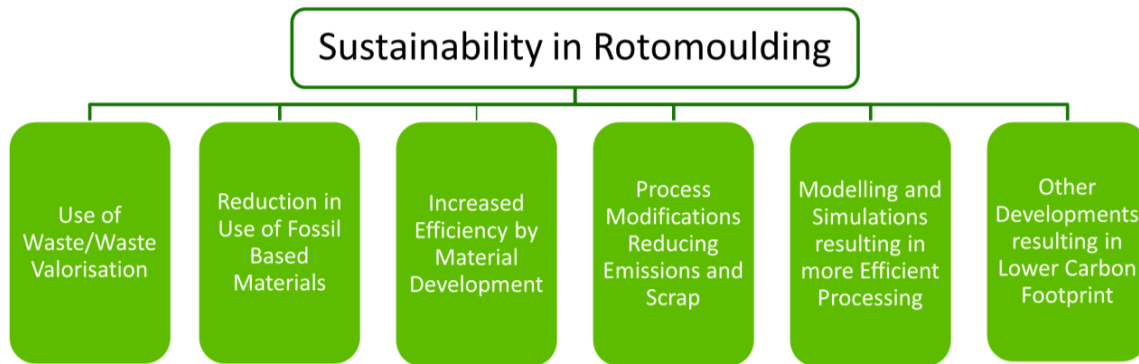 Sustainability in Rotomoulding
Use of
Waste/Waste
Valorisation
Reduction in
Use of Fossil
Based
Materials
Increased
Efficiency by
Material
Development
Process
Modifications
Reducing
Emissions and
Scrap
Modelling and
Simulations
resulting in
more Efficient
Processing
Other
Developments
resulting in
Lower Carbon
Footprint